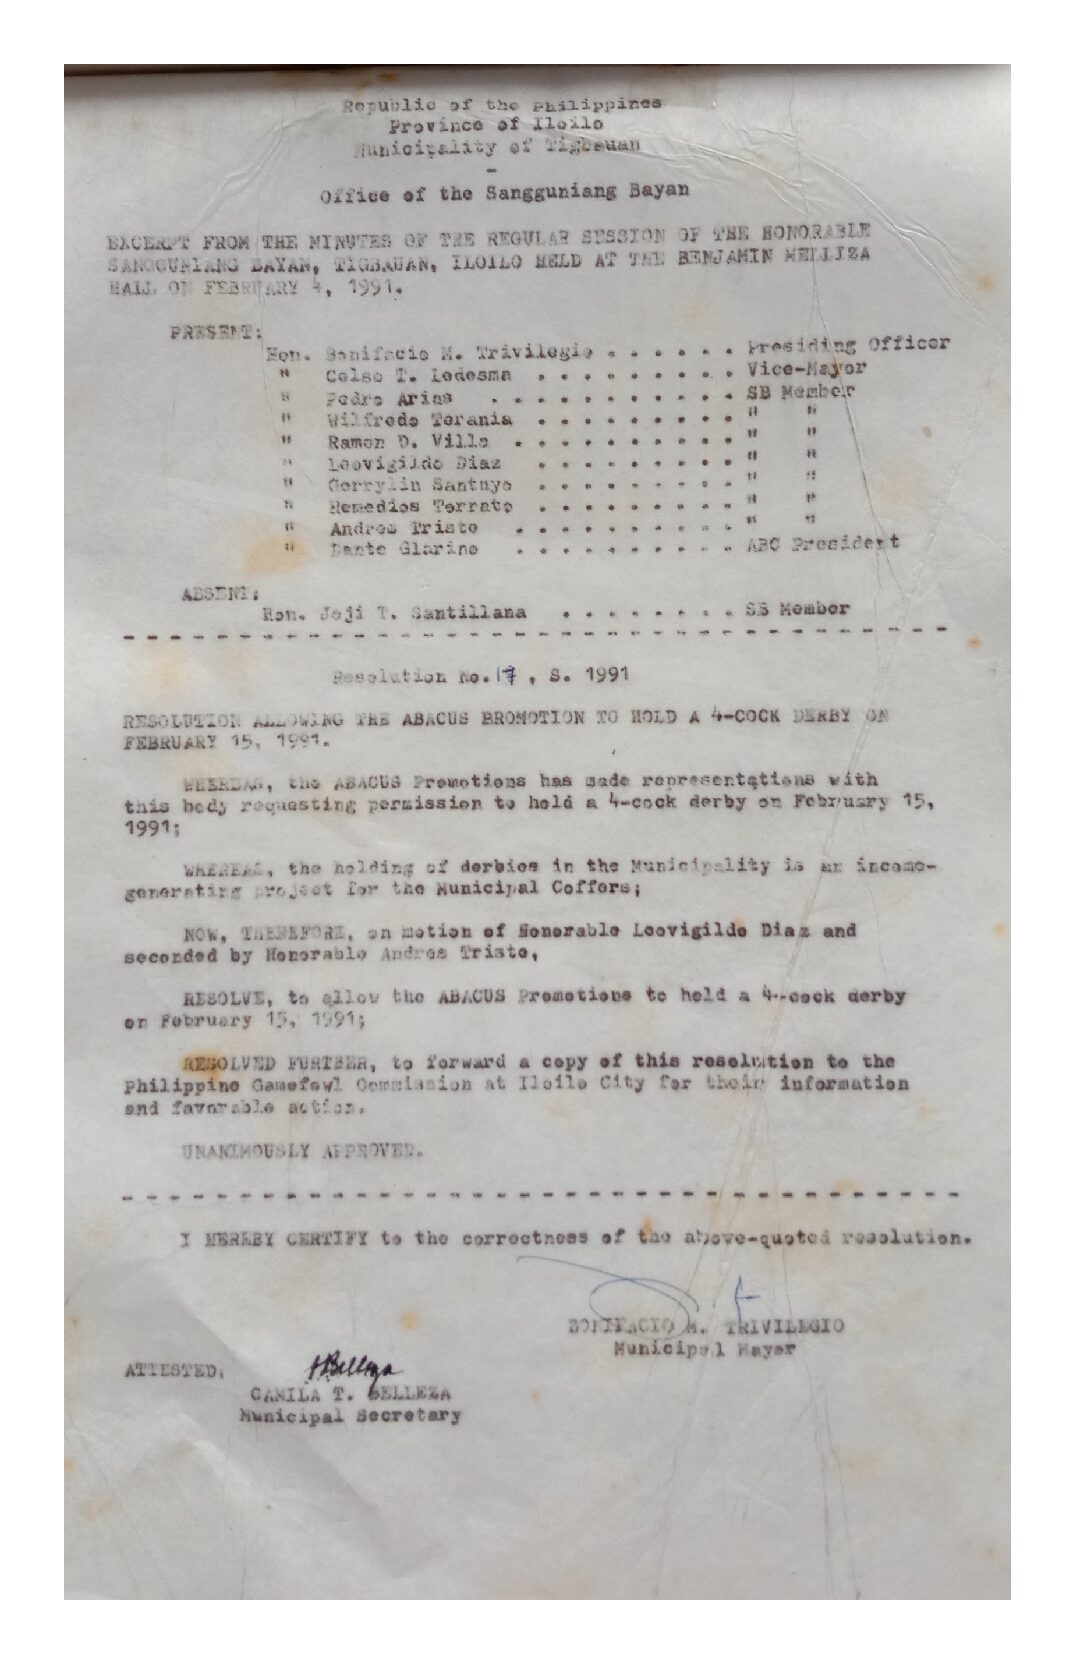 Republic of the Philippines
Province of Iloilo
Municipality of Tigbauan
-
Office of the Sangguniang Bayan
EXCERPT FROM THE MINUTES OF THE REGULAR SESSION OF THE HONORABLE
SANGGUNIANG BAYAN, TIGBAUAN, ILOILO HELD AT THE BENJAMIN MELLIZA
HALL ON FEBRUARY 4, 1991.
PRESENT:
Hon. Bonifacio M. Trivilegio . . . . . . Presiding Officer
" Celso T. Ledesma . . . . . . . . . Vice-Mayor
" Pedro Arias . . . . . . . . . . . SB Member
" Wilfredo Torania . . . . . . . . . " "
" Ramon D. Villa . . . . . . . . . . " "
" Leovigildo Diaz . . . . . . . . . " "
" Gerrylin Santuyo . . . . . . . . . " "
" Remedios Terrato . . . . . . . . . " "
" Andres Triste . . . . . . . . . . " "
" Dante Glarino . . . . . . . . . . ABC President
ABSENT:
Hon. Joji T. Santillana . . . . . . . . SB Member
- - - - - - - - - - - - - - - - - - - - - - - - - - - - - - - - - - - -
Resolution No. 17, S. 1991
RESOLUTION ALLOWING THE ABACUS PROMOTION TO HOLD A 4-COCK DERBY ON
FEBRUARY 15, 1991.
WHEREAS, the ABACUS Promotions has made representations with
this body requesting permission to hold a 4-cock derby on February 15,
1991;
WHEREAS, the holding of derbies in the Municipality is an income-
generating project for the Municipal Coffers;
NOW, THEREFORE, on motion of Honorable Leovigildo Diaz and
seconded by Honorable Andres Triste,
RESOLVE, to allow the ABACUS Promotions to hold a 4-cock derby
on February 15, 1991;
RESOLVED FURTHER, to forward a copy of this resolution to the
Philippine Gamefowl Commission at Iloilo City for their information
and favorable action.
UNANIMOUSLY APPROVED.
- - - - - - - - - - - - - - - - - - - - - - - - - - - - - - - - - - - -
I HEREBY CERTIFY to the correctness of the above-quoted resolution.
BONIFACIO M. TRIVILEGIO
Municipal Mayor
ATTESTED:
CAMILA T. BELLEZA
Municipal Secretary